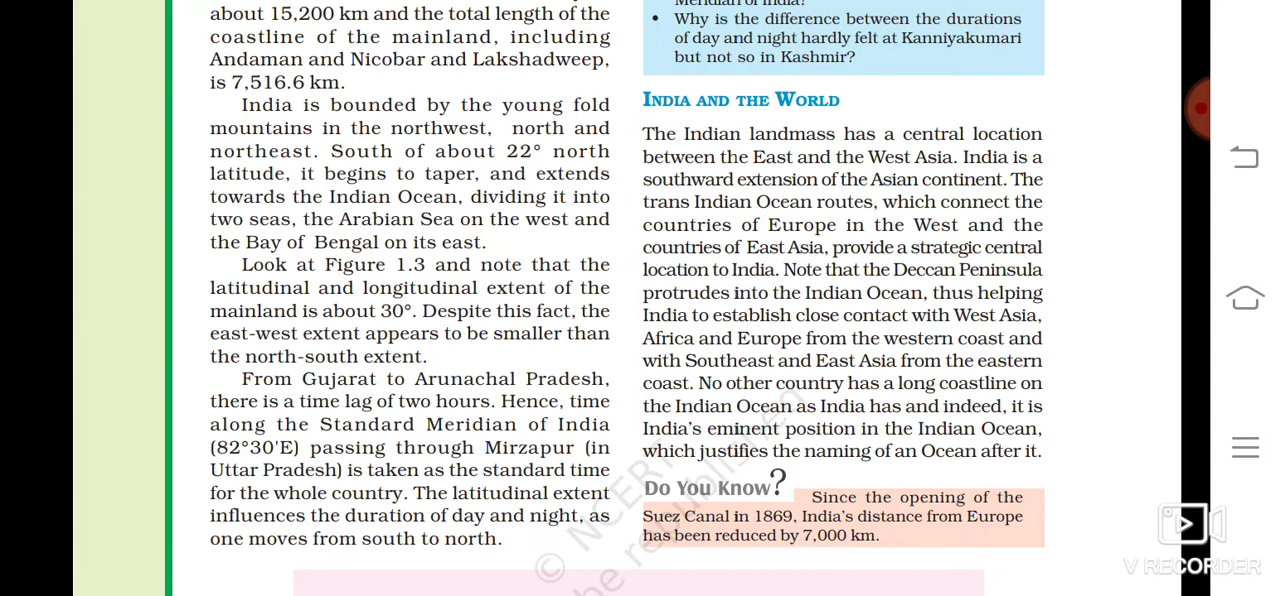 about 15,200 km and the total length of the
coastline of the mainland, including
Andaman and Nicobar and Lakshadweep,
is 7,516.6 km.
India is bounded by the young fold
mountains in the northwest, north and
northeast. South of about 22° north
latitude, it begins to taper, and extends
towards the Indian Ocean, dividing it into
two seas, the Arabian Sea on the west and
the Bay of Bengal on its east.
Look at Figure 1.3 and note that the
latitudinal and longitudinal extent of the
mainland is about 30°. Despite this fact, the
east-west extent appears to be smaller than
the north-south extent.
From Gujarat to Arunachal Pradesh,
there is a time lag of two hours. Hence, time
along the Standard Meridian of India
(82°30'E) passing through Mirzapur (in
Uttar Pradesh) is taken as the standard time
for the whole country. The latitudinal extent
influences the duration of day and night, as
one moves from south to north.
Meridian of India?
• Why is the difference between the durations
of day and night hardly felt at Kanniyakumari
but not so in Kashmir?
INDIA AND THE WORLD
The Indian landmass has a central location
between the East and the West Asia. India is a
southward extension of the Asian continent. The
trans Indian Ocean routes, which connect the
countries of Europe in the West and the
countries of East Asia, provide a strategic central
location to India. Note that the Deccan Peninsula
protrudes into the Indian Ocean, thus helping
India to establish close contact with West Asia,
Africa and Europe from the western coast and
with Southeast and East Asia from the eastern
coast. No other country has a long coastline on
the Indian Ocean as India has and indeed, it is
India's eminent position in the Indian Ocean,
which justifies the naming of an Ocean after it.
Do You Know?
Since the opening of the
Suez Canal in 1869, India's distance from Europe
has been reduced by 7,000 km.
© NCERT
be republished
V RECORDER